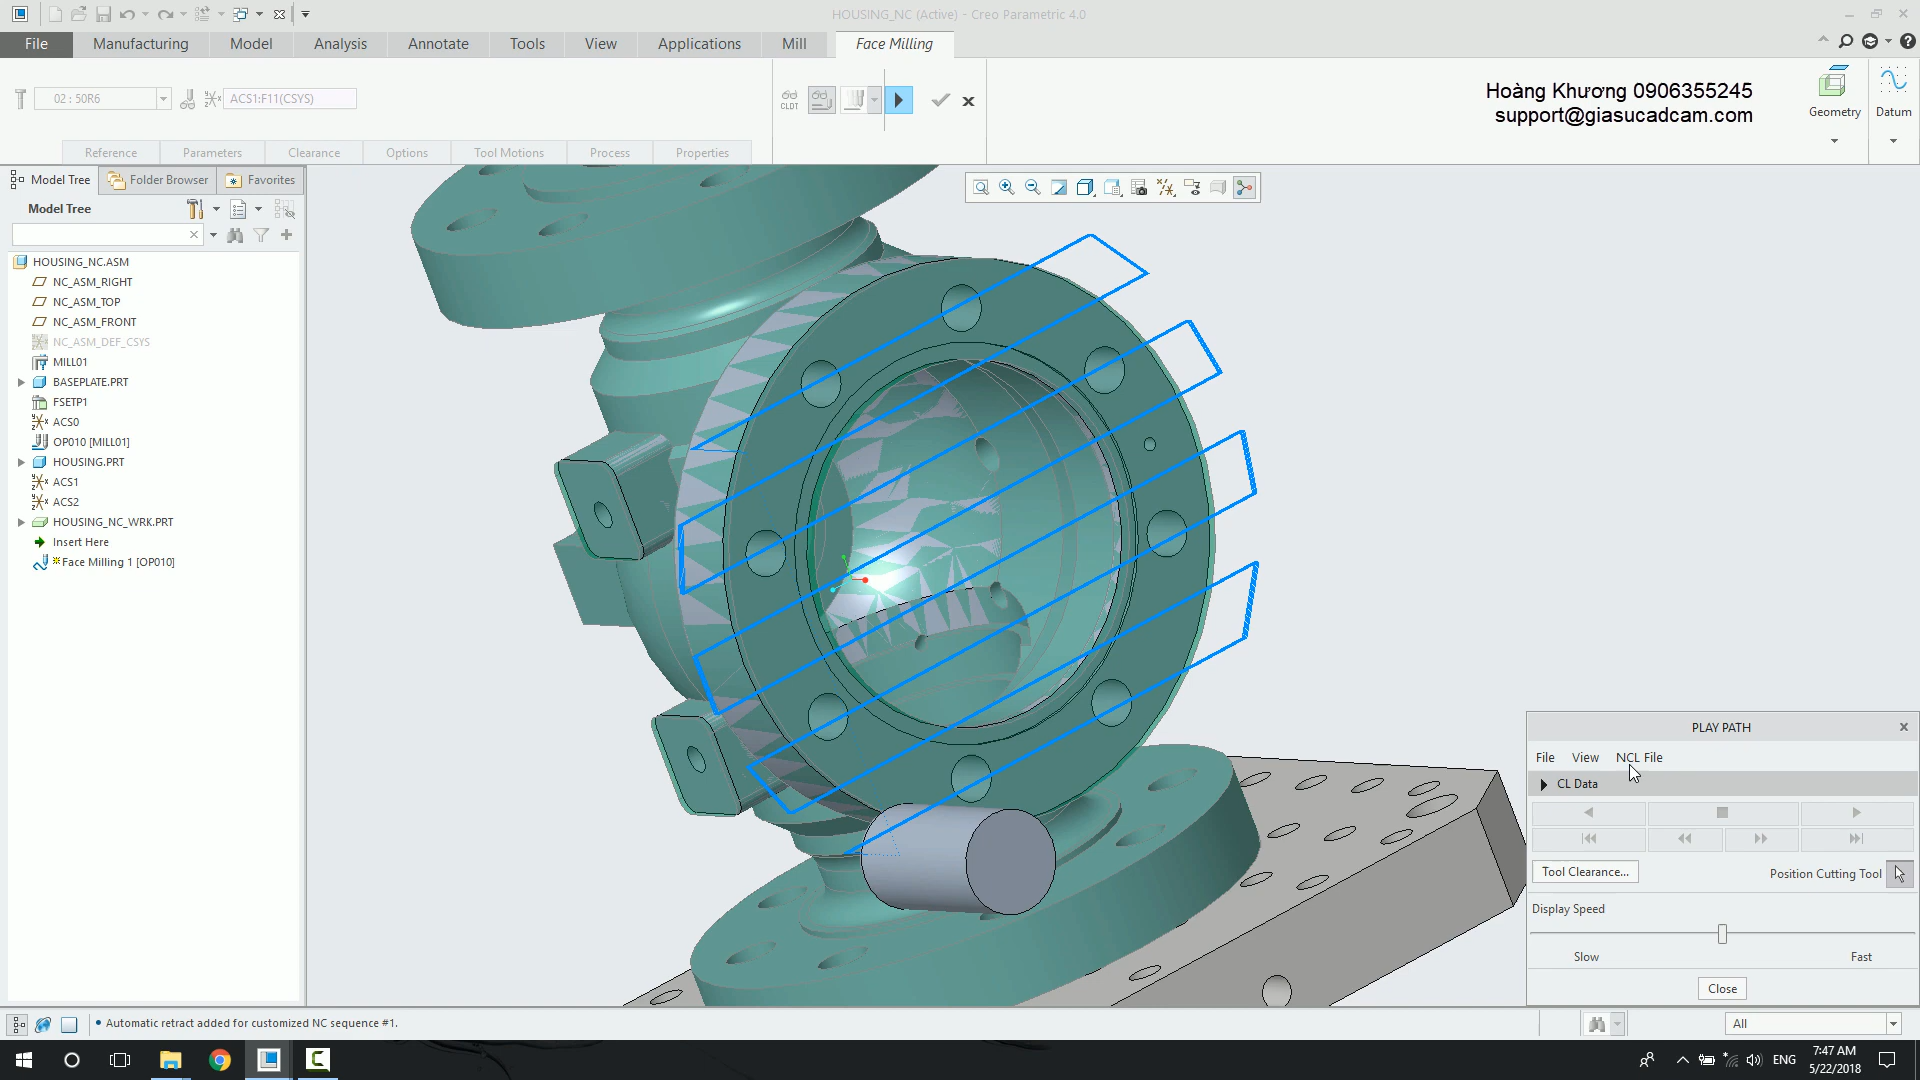 HOUSING_NC (Active) - Creo Parametric 4.0
File
Manufacturing
Model
Analysis
Annotate
Tools
View
Applications
Mill
Face Milling
02 : 50R6
ACS1:F11(CSYS)
CLDT
Hoàng Khương 0906355245
support@giasucadcam.com
Geometry
Datum
Reference
Parameters
Clearance
Options
Tool Motions
Process
Properties
Model Tree
Folder Browser
Favorites
Model Tree
HOUSING_NC.ASM
NC_ASM_RIGHT
NC_ASM_TOP
NC_ASM_FRONT
NC_ASM_DEF_CSYS
MILL01
BASEPLATE.PRT
FSETP1
ACS0
OP010 [MILL01]
HOUSING.PRT
ACS1
ACS2
HOUSING_NC_WRK.PRT
Insert Here
Face Milling 1 [OP010]
PLAY PATH
File
View
NCL File
CL Data
Tool Clearance...
Position Cutting Tool
Display Speed
Slow
Fast
Close
• Automatic retract added for customized NC sequence #1.
All
ENG
7:47 AM
5/22/2018